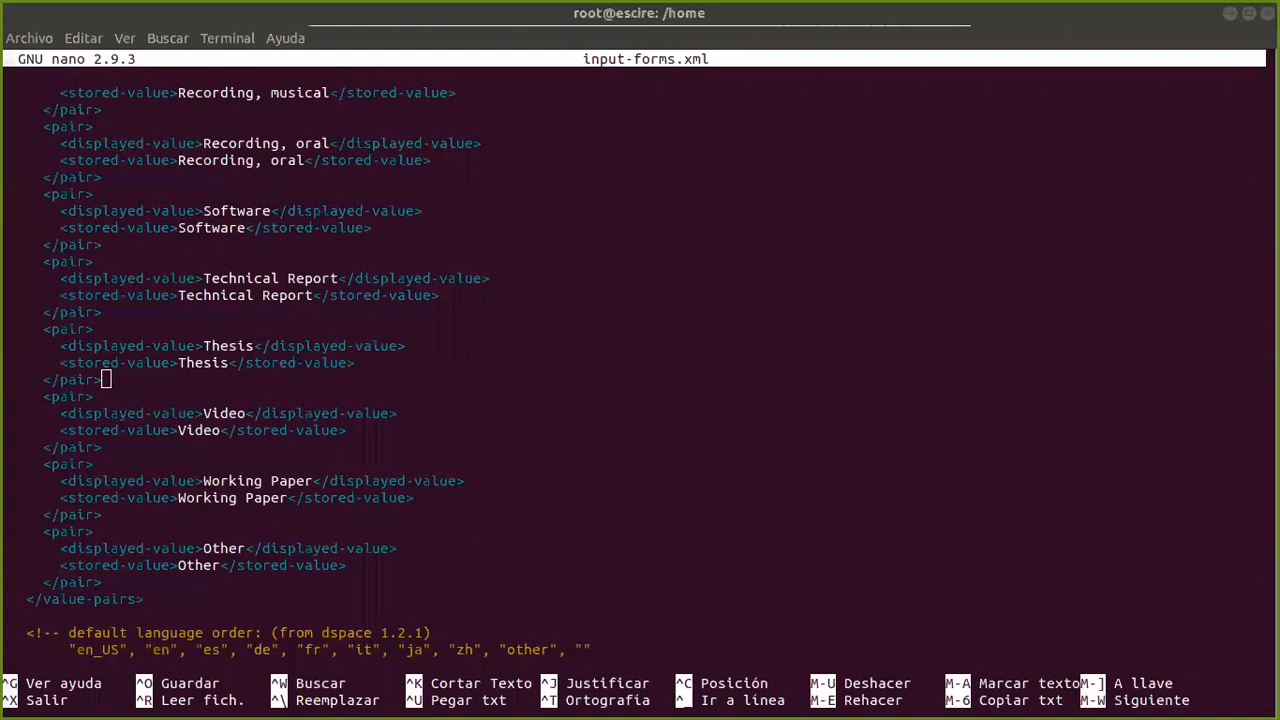 root@escire: /home
Archivo Editar Ver Buscar Terminal Ayuda
GNU nano 2.9.3 input-forms.xml
<stored-value>Recording, musical</stored-value>
</pair>
<pair>
<displayed-value>Recording, oral</displayed-value>
<stored-value>Recording, oral</stored-value>
</pair>
<pair>
<displayed-value>Software</displayed-value>
<stored-value>Software</stored-value>
</pair>
<pair>
<displayed-value>Technical Report</displayed-value>
<stored-value>Technical Report</stored-value>
</pair>
<pair>
<displayed-value>Thesis</displayed-value>
<stored-value>Thesis</stored-value>
</pair>
<pair>
<displayed-value>Video</displayed-value>
<stored-value>Video</stored-value>
</pair>
<pair>
<displayed-value>Working Paper</displayed-value>
<stored-value>Working Paper</stored-value>
</pair>
<pair>
<displayed-value>Other</displayed-value>
<stored-value>Other</stored-value>
</pair>
</value-pairs>
<!-- default language order: (from dspace 1.2.1)
"en_US", "en", "es", "de", "fr", "it", "ja", "zh", "other", ""
^G Ver ayuda ^O Guardar ^W Buscar ^K Cortar Texto ^J Justificar ^C Posición M-U Deshacer M-A Marcar texto M-] A llave
^X Salir ^R Leer fich. ^\ Reemplazar ^U Pegar txt ^T Ortografía ^_ Ir a línea M-E Rehacer M-6 Copiar txt M-W Siguiente